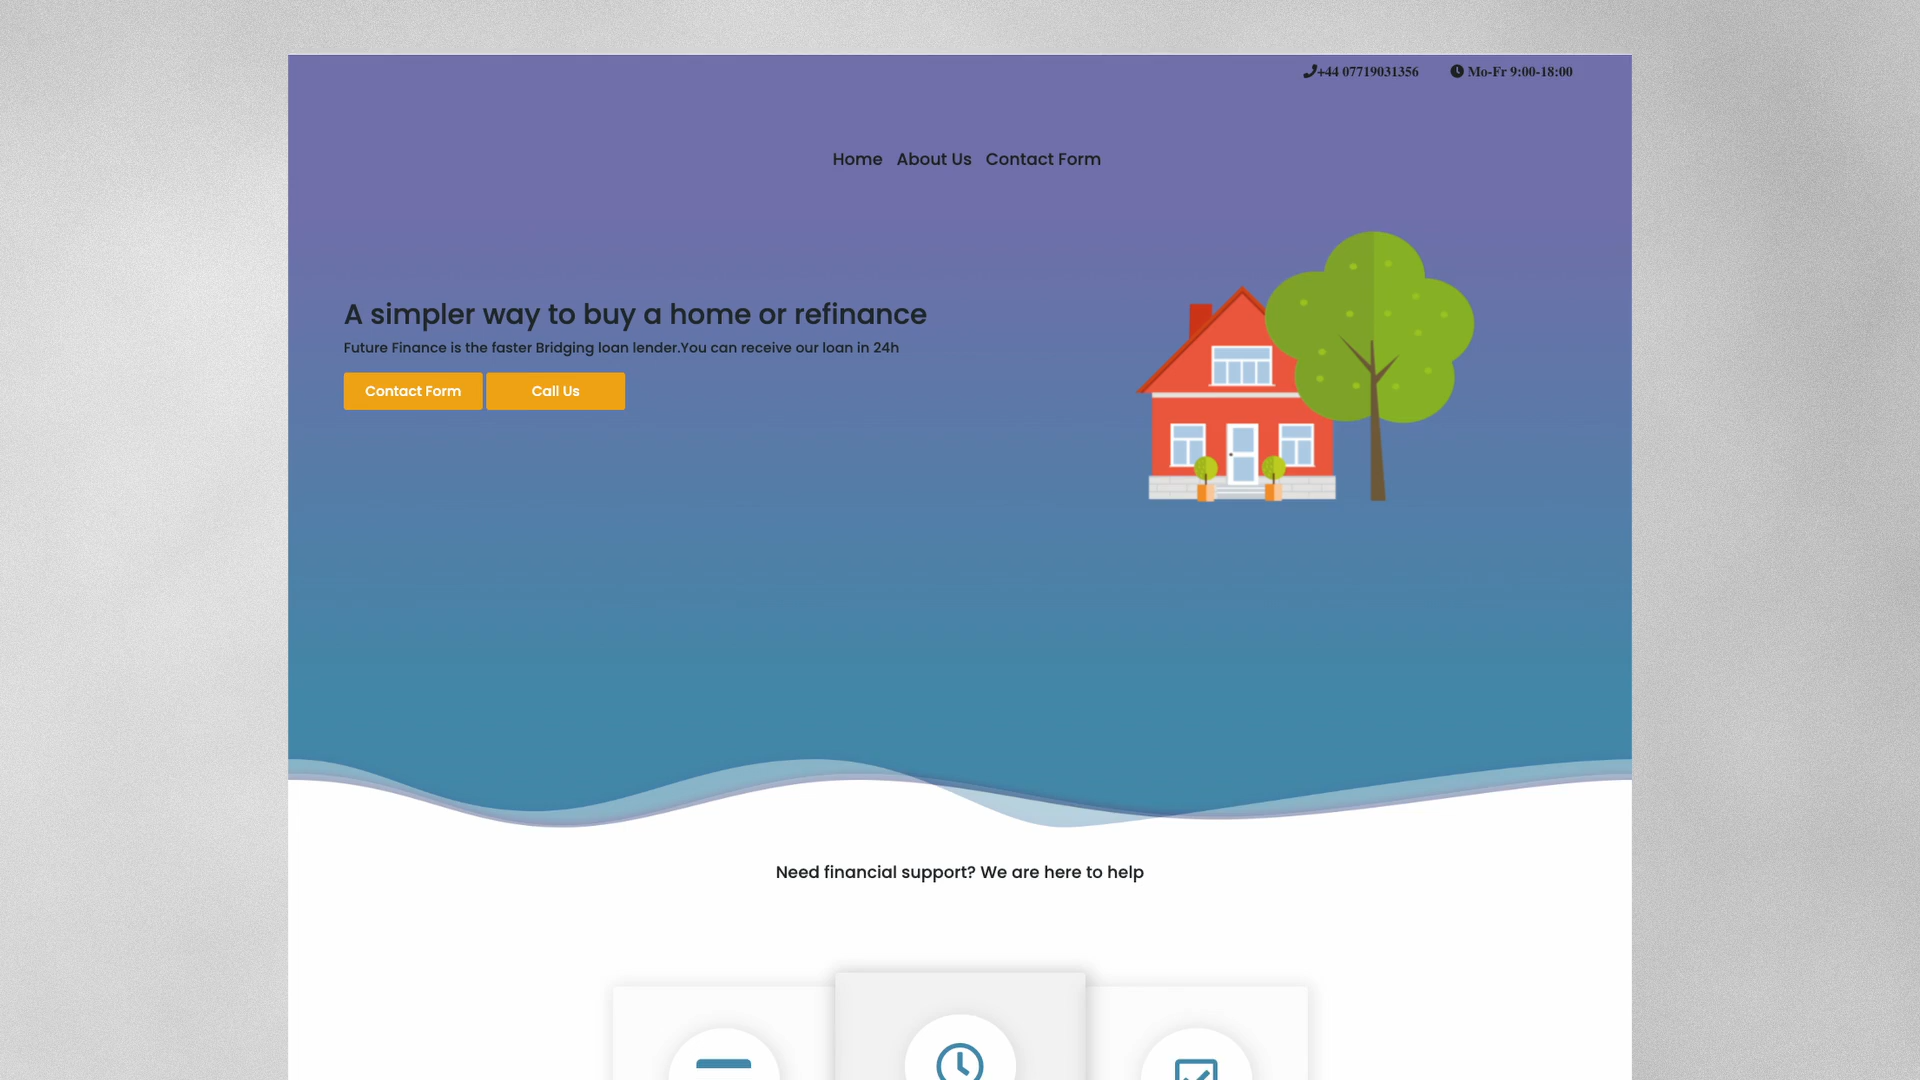 +44 07719031356 Mo-Fr 9:00-18:00
Home About Us Contact Form
A simpler way to buy a home or refinance
Future Finance is the faster Bridging loan lender.You can receive our loan in 24h
Contact Form Call Us
Need financial support? We are here to help